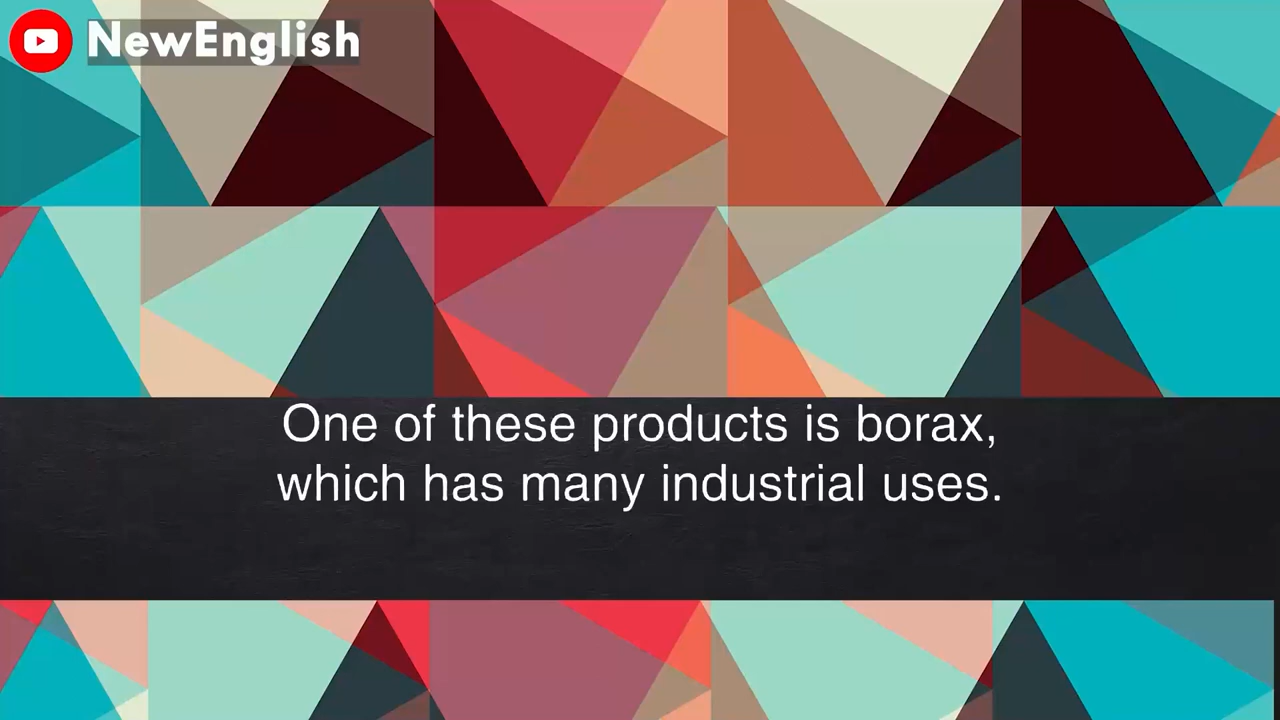 NewEnglish
One of these products is borax,
which has many industrial uses.